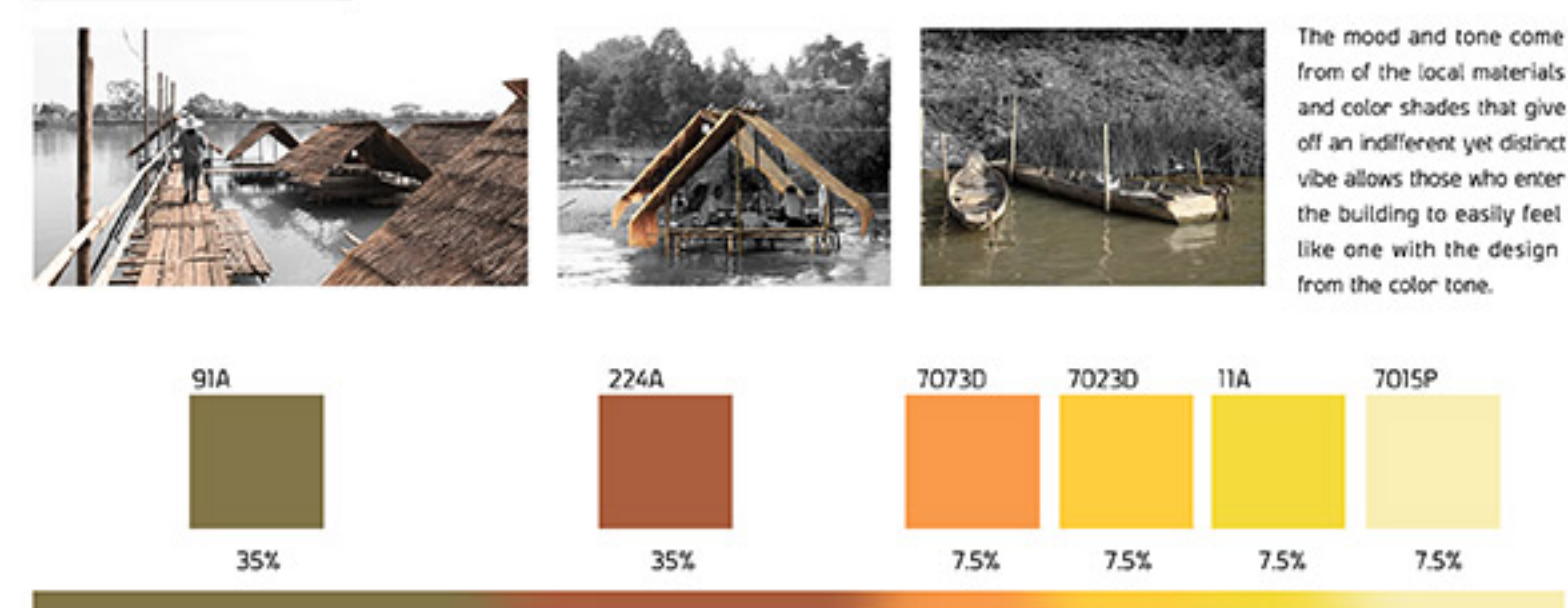 The mood and tone come
from of the local materials
and color shades that give
off an indifferent yet distinct
vibe allows those who enter
the building to easily feel
like one with the design
from the color tone.
91A
224A
7073D
7023D
11A
7015P
35%
35%
7.5%
7.5%
7.5%
7.5%